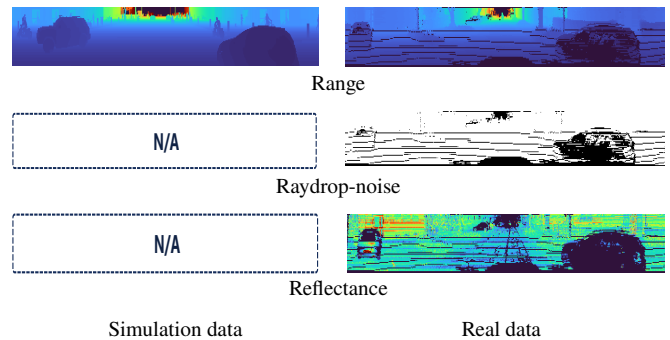 Range
N/A
Raydrop-noise
N/A
Reflectance
Simulation data Real data